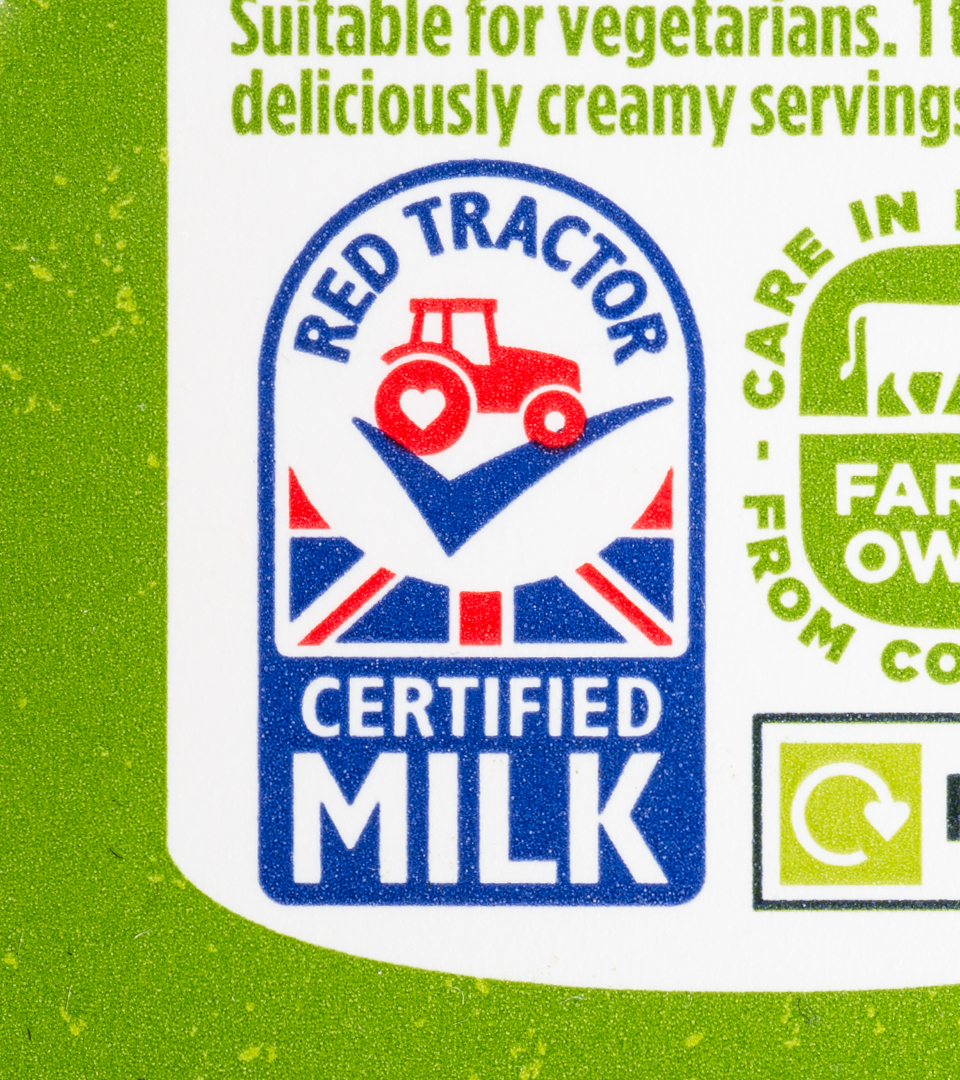 Suitable for vegetarians. 1
deliciously creamy servings
RED TRACTOR
CERTIFIED
MILK
CARE IN
- FROM CO
FAR
OW